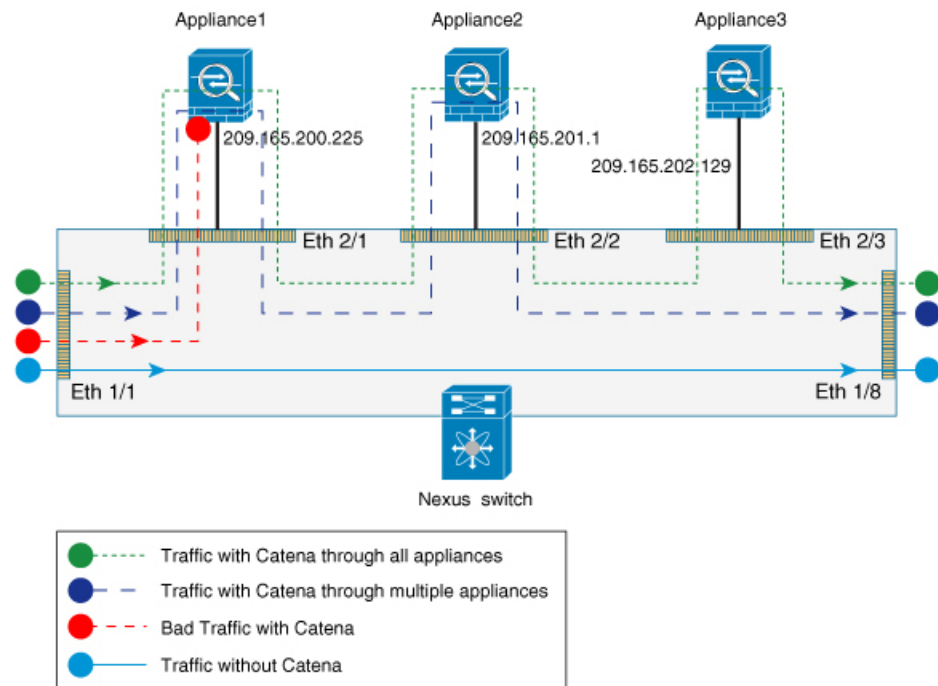 Appliance1
Appliance2
Appliance3
209.165.200.225
209.165.201.1
209.165.202.129
Eth 2/1
Eth 2/2
Eth 2/3
Eth 1/1
Eth 1/8
Nexus switch
Traffic with Catena through all appliances
Traffic with Catena through multiple appliances
Bad Traffic with Catena
Traffic without Catena